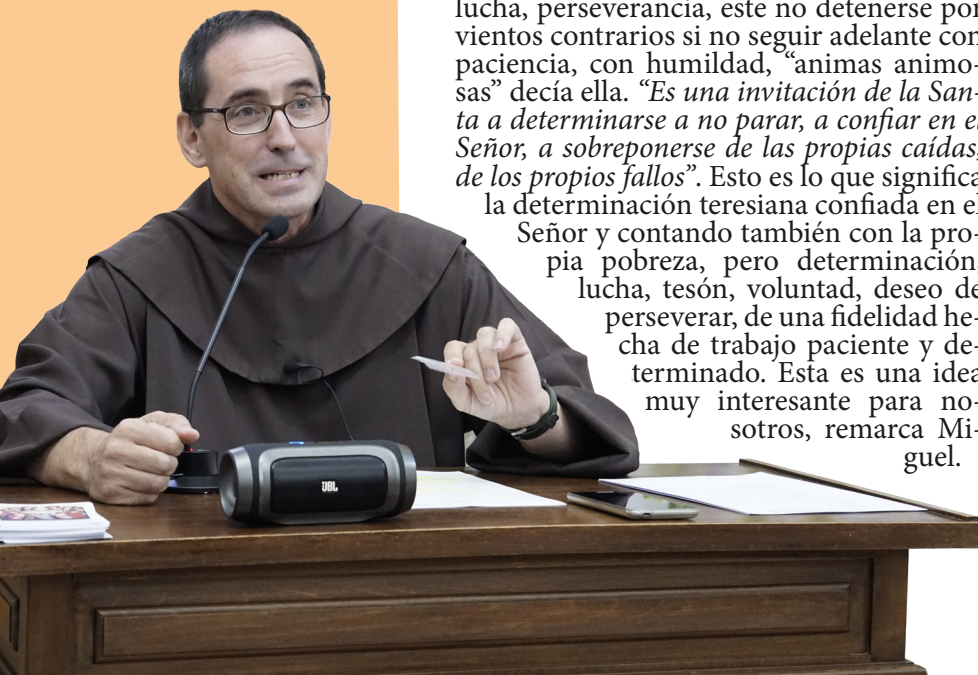 lucha, perseverancia, este no detenerse por
vientos contrarios si no seguir adelante con
paciencia, con humildad, “animas animo-
sas” decía ella. “Es una invitación de la San-
ta a determinarse a no parar, a confiar en el
Señor, a sobreponerse de las propias caídas,
de los propios fallos”. Esto es lo que significa
la determinación teresiana confiada en el
Señor y contando también con la pro-
pia pobreza, pero determinación,
lucha, tesón, voluntad, deseo de
perseverar, de una fidelidad he-
cha de trabajo paciente y de-
terminado. Esta es una idea
muy interesante para no-
sotros, remarca Mi-
guel.
JBL